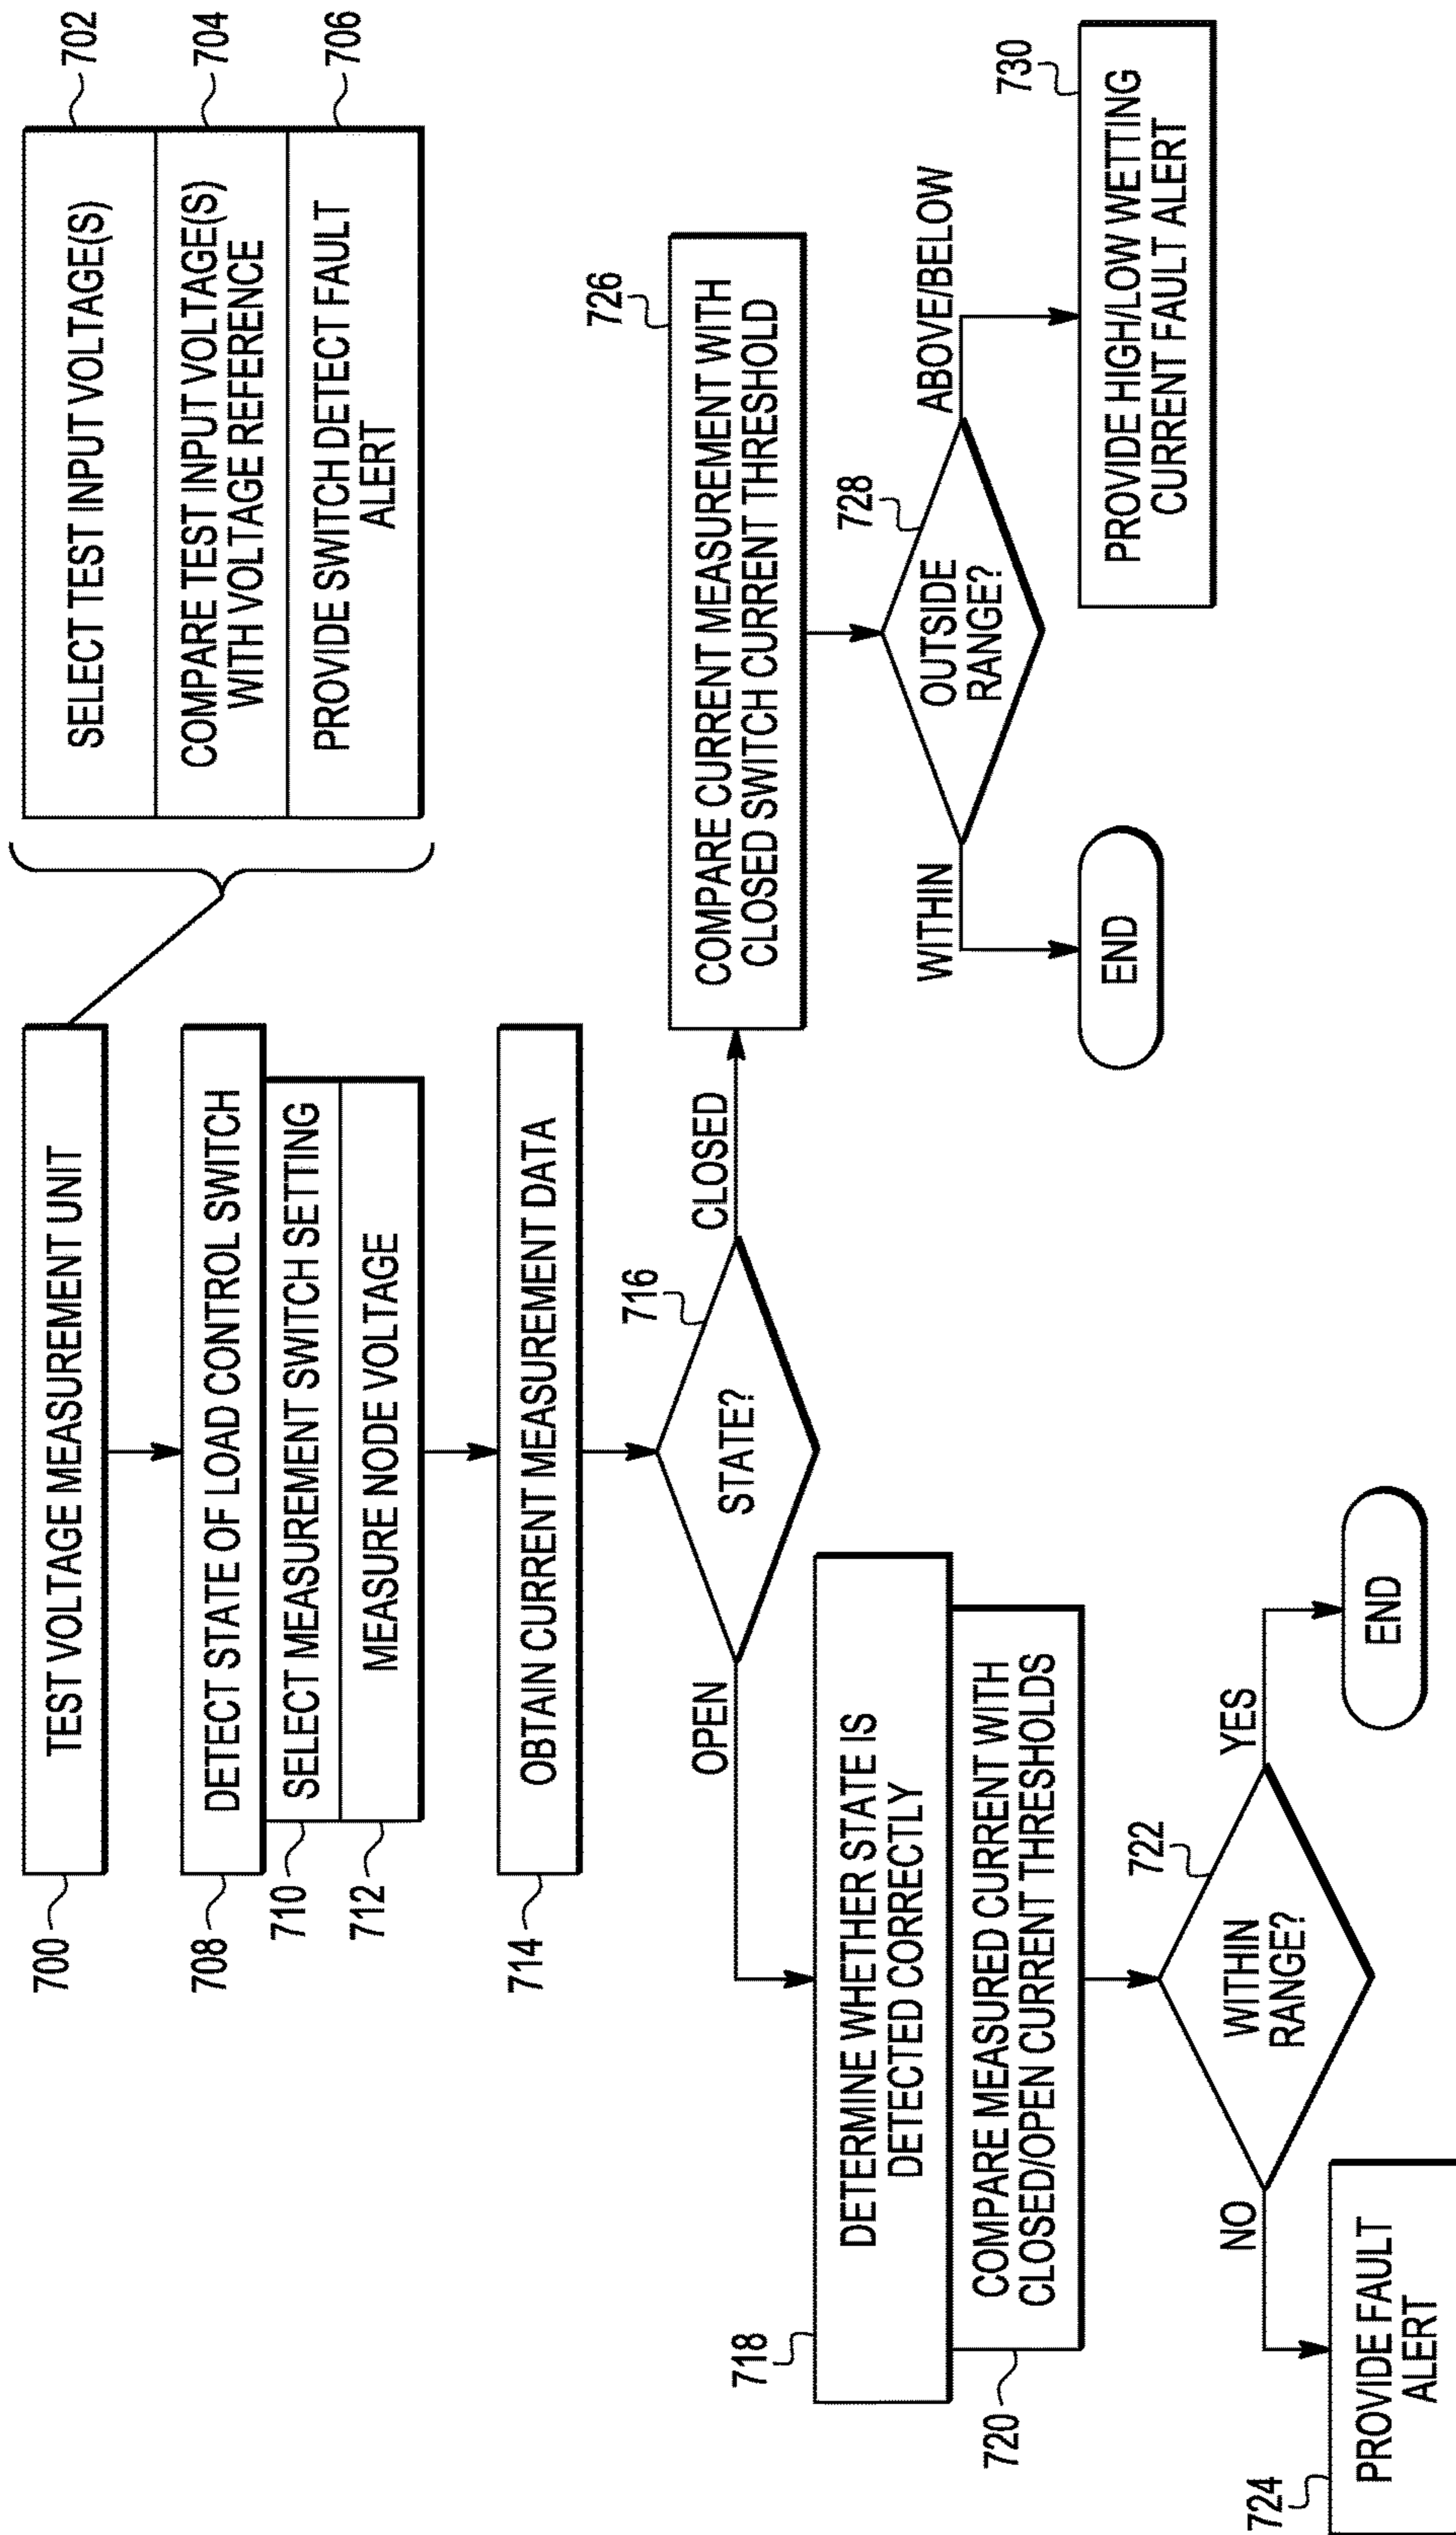 700
TEST VOLTAGE MEASUREMENT UNIT
SELECT TEST INPUT VOLTAGE(S)
702
COMPARE TEST INPUT VOLTAGE(S)
WITH VOLTAGE REFERENCE
704
PROVIDE SWITCH DETECT FAULT
ALERT
706
708
DETECT STATE OF LOAD CONTROL SWITCH
710
SELECT MEASUREMENT SWITCH SETTING
712
MEASURE NODE VOLTAGE
714
OBTAIN CURRENT MEASUREMENT DATA
716
STATE?
OPEN
CLOSED
718
DETERMINE WHETHER STATE IS
DETECTED CORRECTLY
720
COMPARE MEASURED CURRENT WITH
CLOSED/OPEN CURRENT THRESHOLDS
722
WITHIN
RANGE?
NO
YES
724
PROVIDE FAULT
ALERT
END
726
COMPARE CURRENT MEASUREMENT WITH
CLOSED SWITCH CURRENT THRESHOLD
728
OUTSIDE
RANGE?
WITHIN
ABOVE/BELOW
END
730
PROVIDE HIGH/LOW WETTING
CURRENT FAULT ALERT